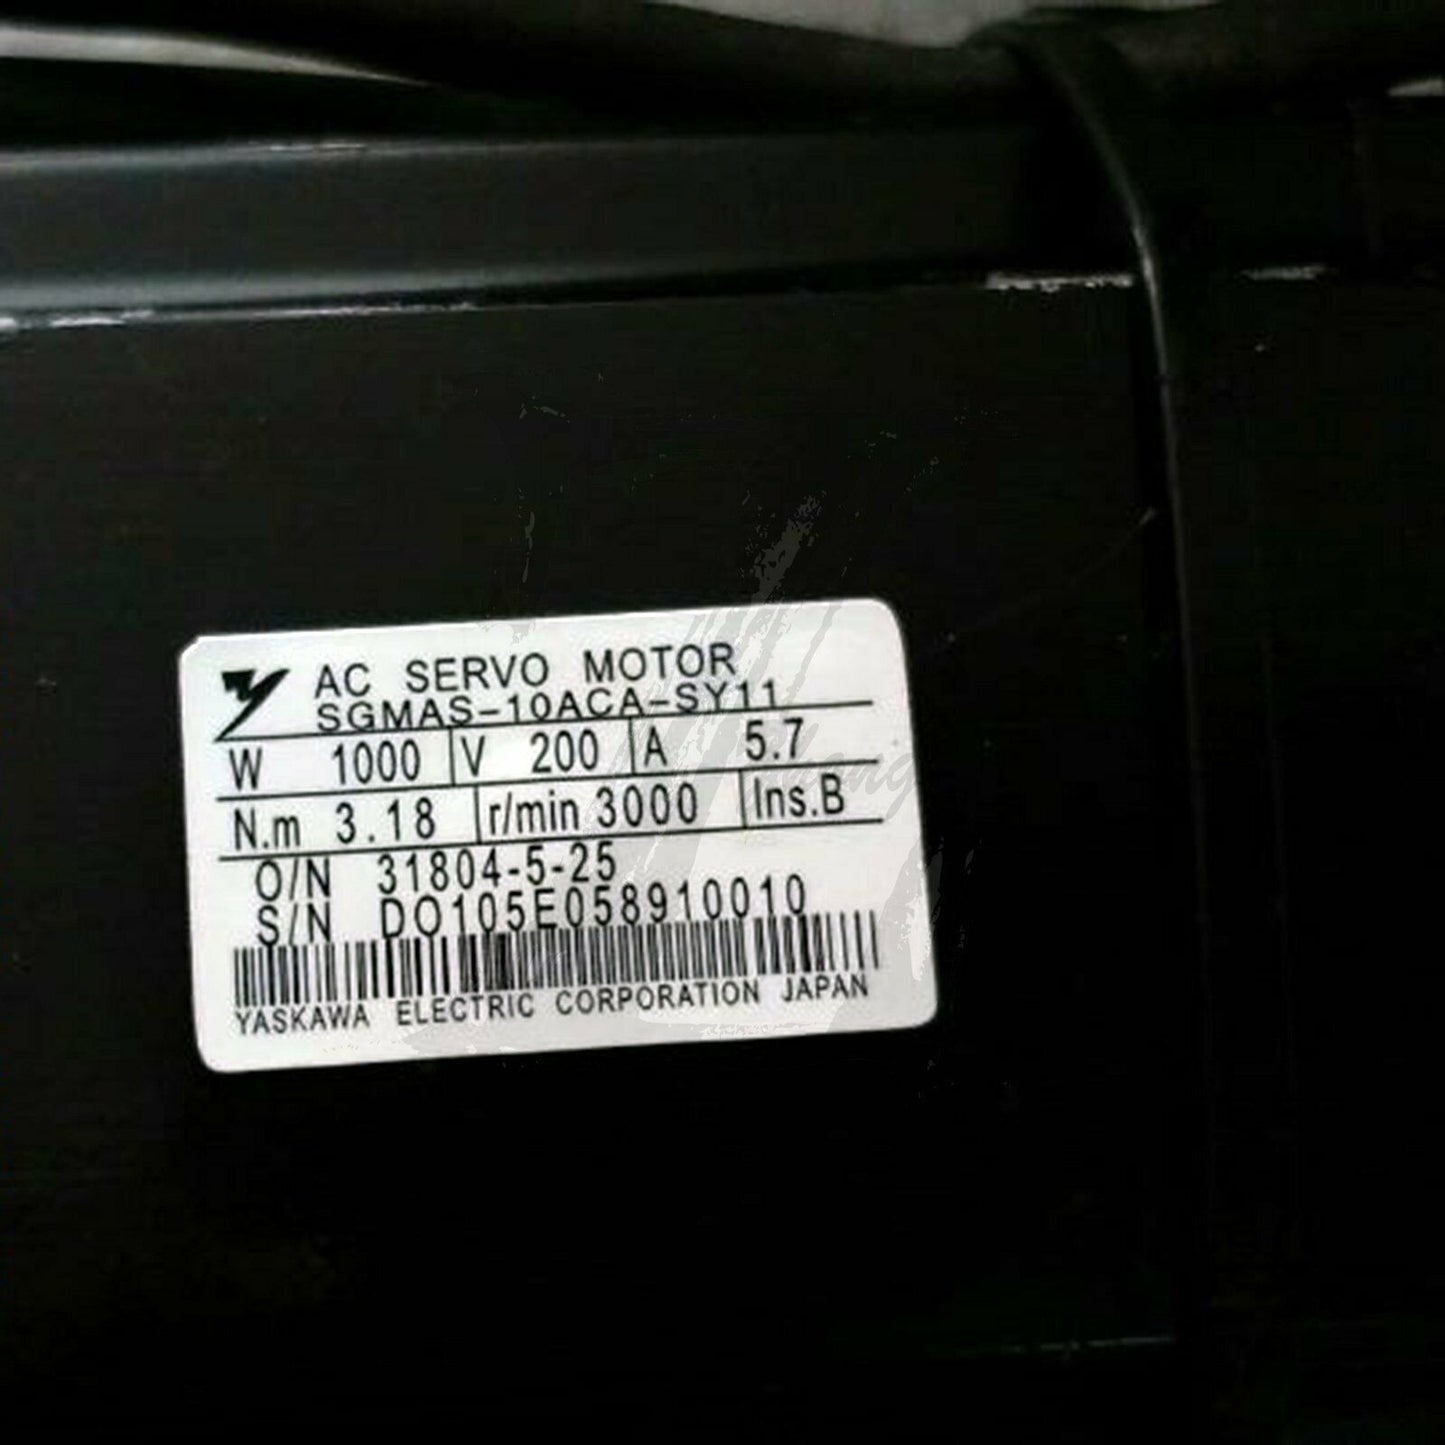 AC SERVO MOTOR
SGMAS-10ACA-SY11
W 1000 V 200 A 5.7
N.m 3.18 r/min 3000 Ins.B
O/N 31804-5-25
S/N DO105E058910010
YASKAWA ELECTRIC CORPORATION JAPAN